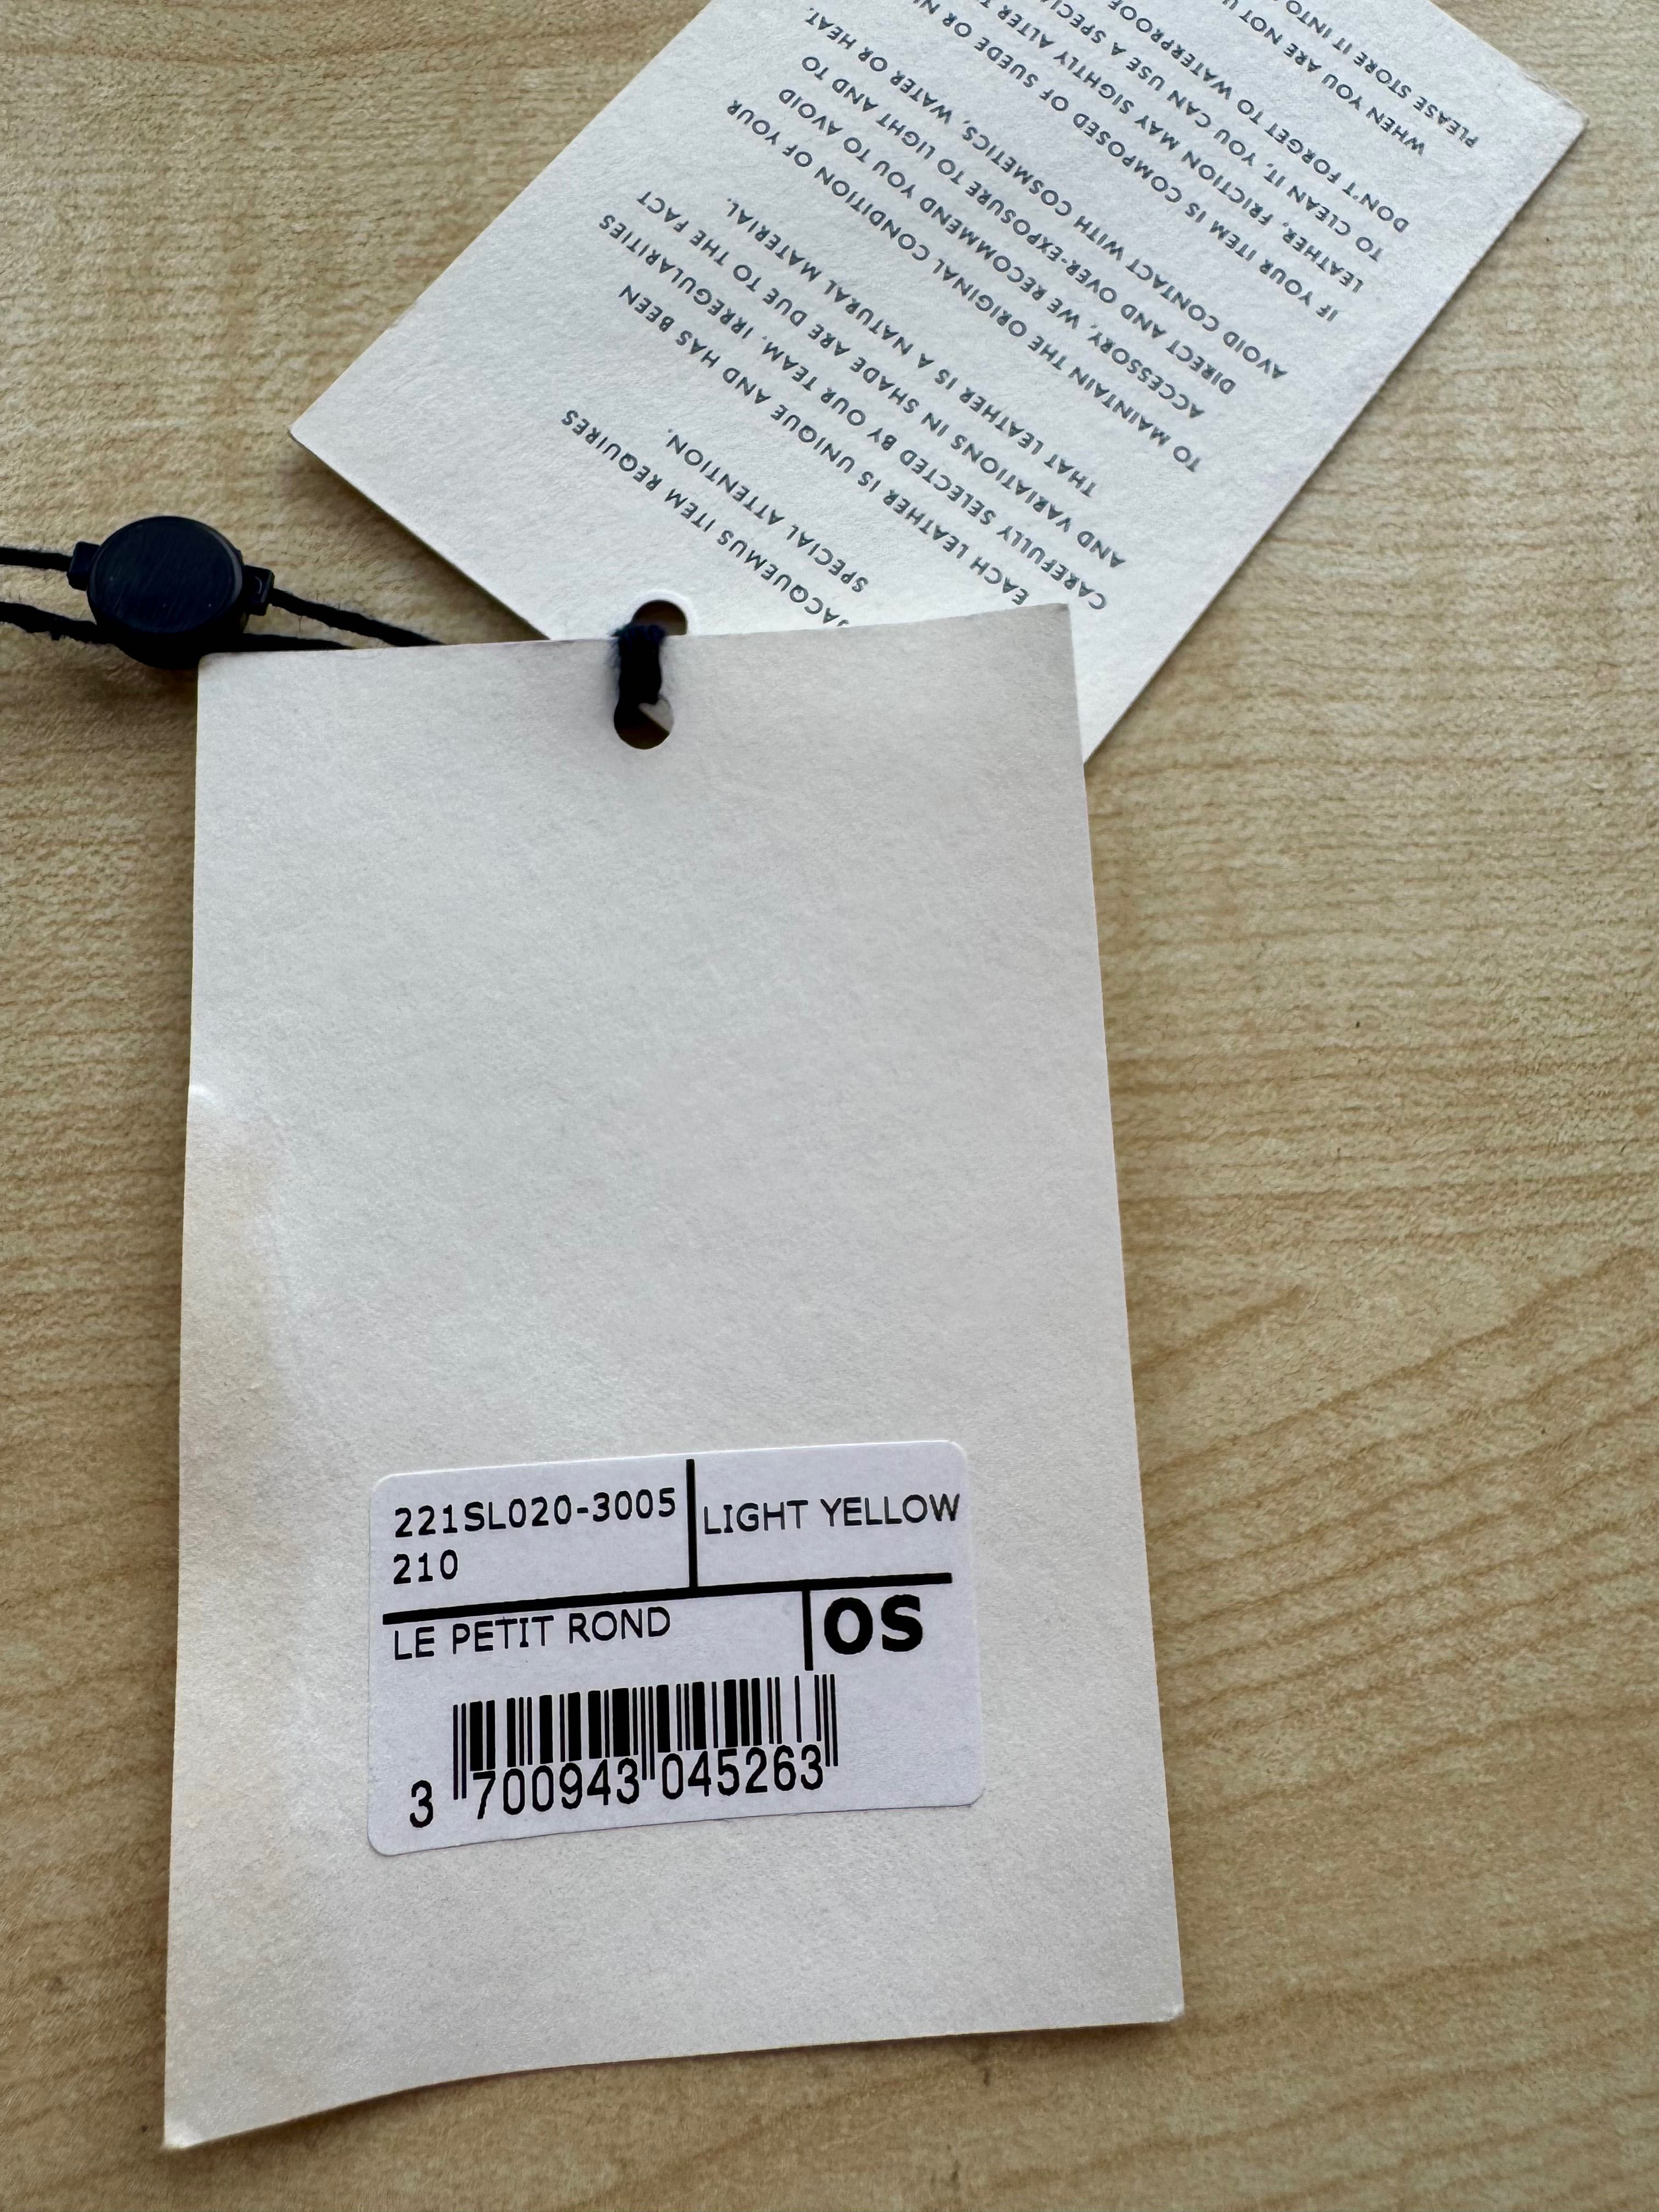 JACQUEMUS ITEM REQUIRES
SPECIAL ATTENTION.
EACH LEATHER IS UNIQUE AND HAS BEEN
CAREFULLY SELECTED BY OUR TEAM. IRREGULARITIES
AND VARIATIONS IN SHADE ARE DUE TO THE FACT
THAT LEATHER IS A NATURAL MATERIAL.
TO MAINTAIN THE ORIGINAL CONDITION OF YOUR
ACCESSORY, WE RECOMMEND YOU TO AVOID
DIRECT AND OVER-EXPOSURE TO LIGHT AND TO
AVOID CONTACT WITH COSMETICS, WATER OR HEAT.
IF YOUR ITEM IS COMPOSED OF SUEDE OR
LEATHER, FRICTION MAY SIGHTLY ALTER
TO CLEAN IT, YOU CAN USE A
DON'T FORGET TO WATERPROOF
WHEN YOU ARE NOT
PLEASE STORE IT INTO
221SL020-3005
210
LIGHT YELLOW
LE PETIT ROND
OS
3 700943 045263